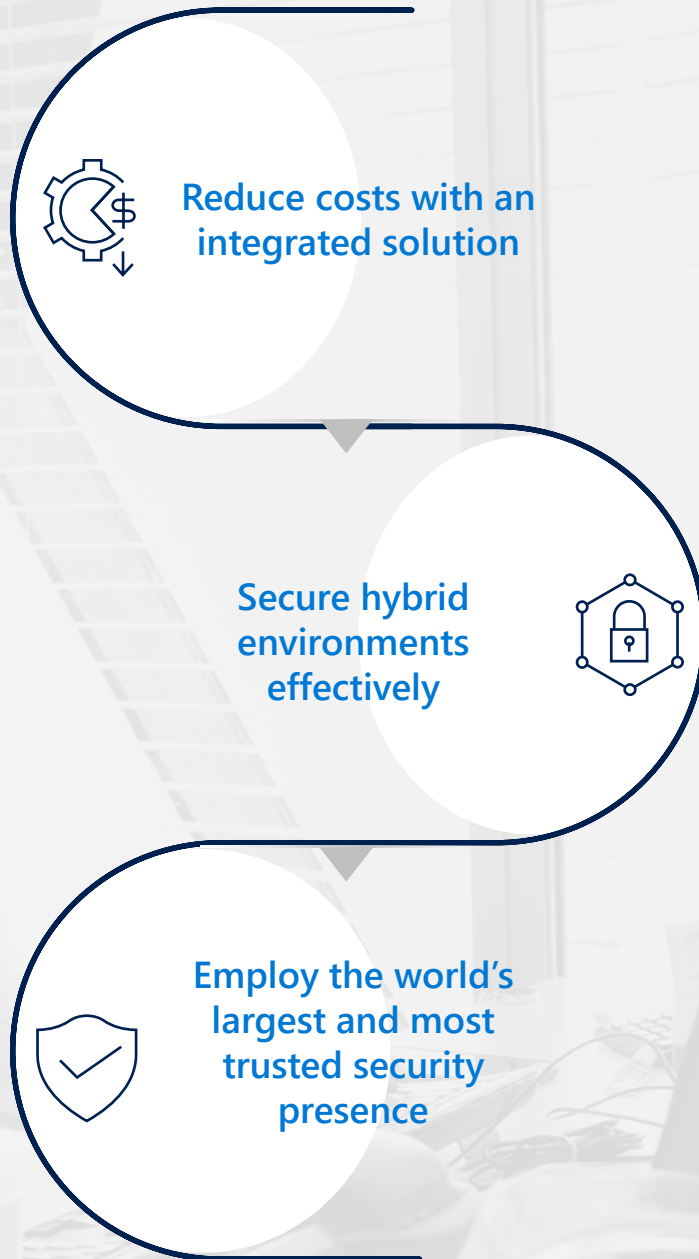 Reduce costs with an
integrated solution
Secure hybrid
environments
effectively
Employ the world’s
largest and most
trusted security
presence